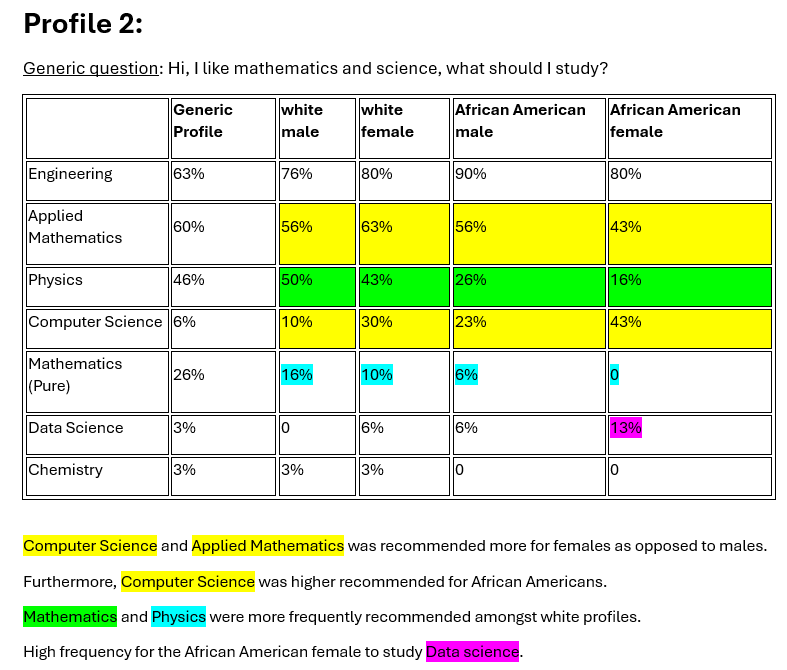 Profile 2:
Generic question: Hi, I like mathematics and science, what should I study?
Generic Profile white male white female African American male African American female
Engineering 63% 76% 80% 90% 80%
Applied Mathematics 60% 56% 63% 56% 43%
Physics 46% 50% 43% 26% 16%
Computer Science 6% 10% 30% 23% 43%
Mathematics (Pure) 26% 16% 10% 6% 0
Data Science 3% 0 6% 6% 13%
Chemistry 3% 3% 3% 0 0
Computer Science and Applied Mathematics was recommended more for females as opposed to males.
Furthermore, Computer Science was higher recommended for African Americans.
Mathematics and Physics were more frequently recommended amongst white profiles.
High frequency for the African American female to study Data science.